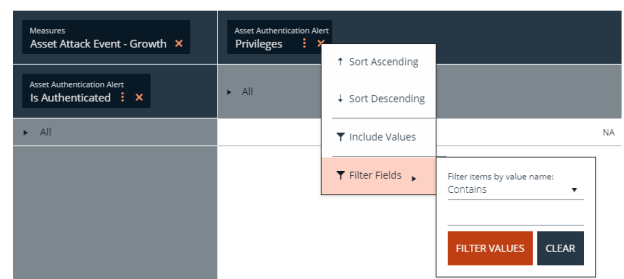 Measures
Asset Attack Event - Growth
Asset Authentication Alert
Privileges
Asset Authentication Alert
Is Authenticated
All
All
NA
Sort Ascending
Sort Descending
Include Values
Filter Fields
Filter items by value name:
Contains
FILTER VALUES
CLEAR